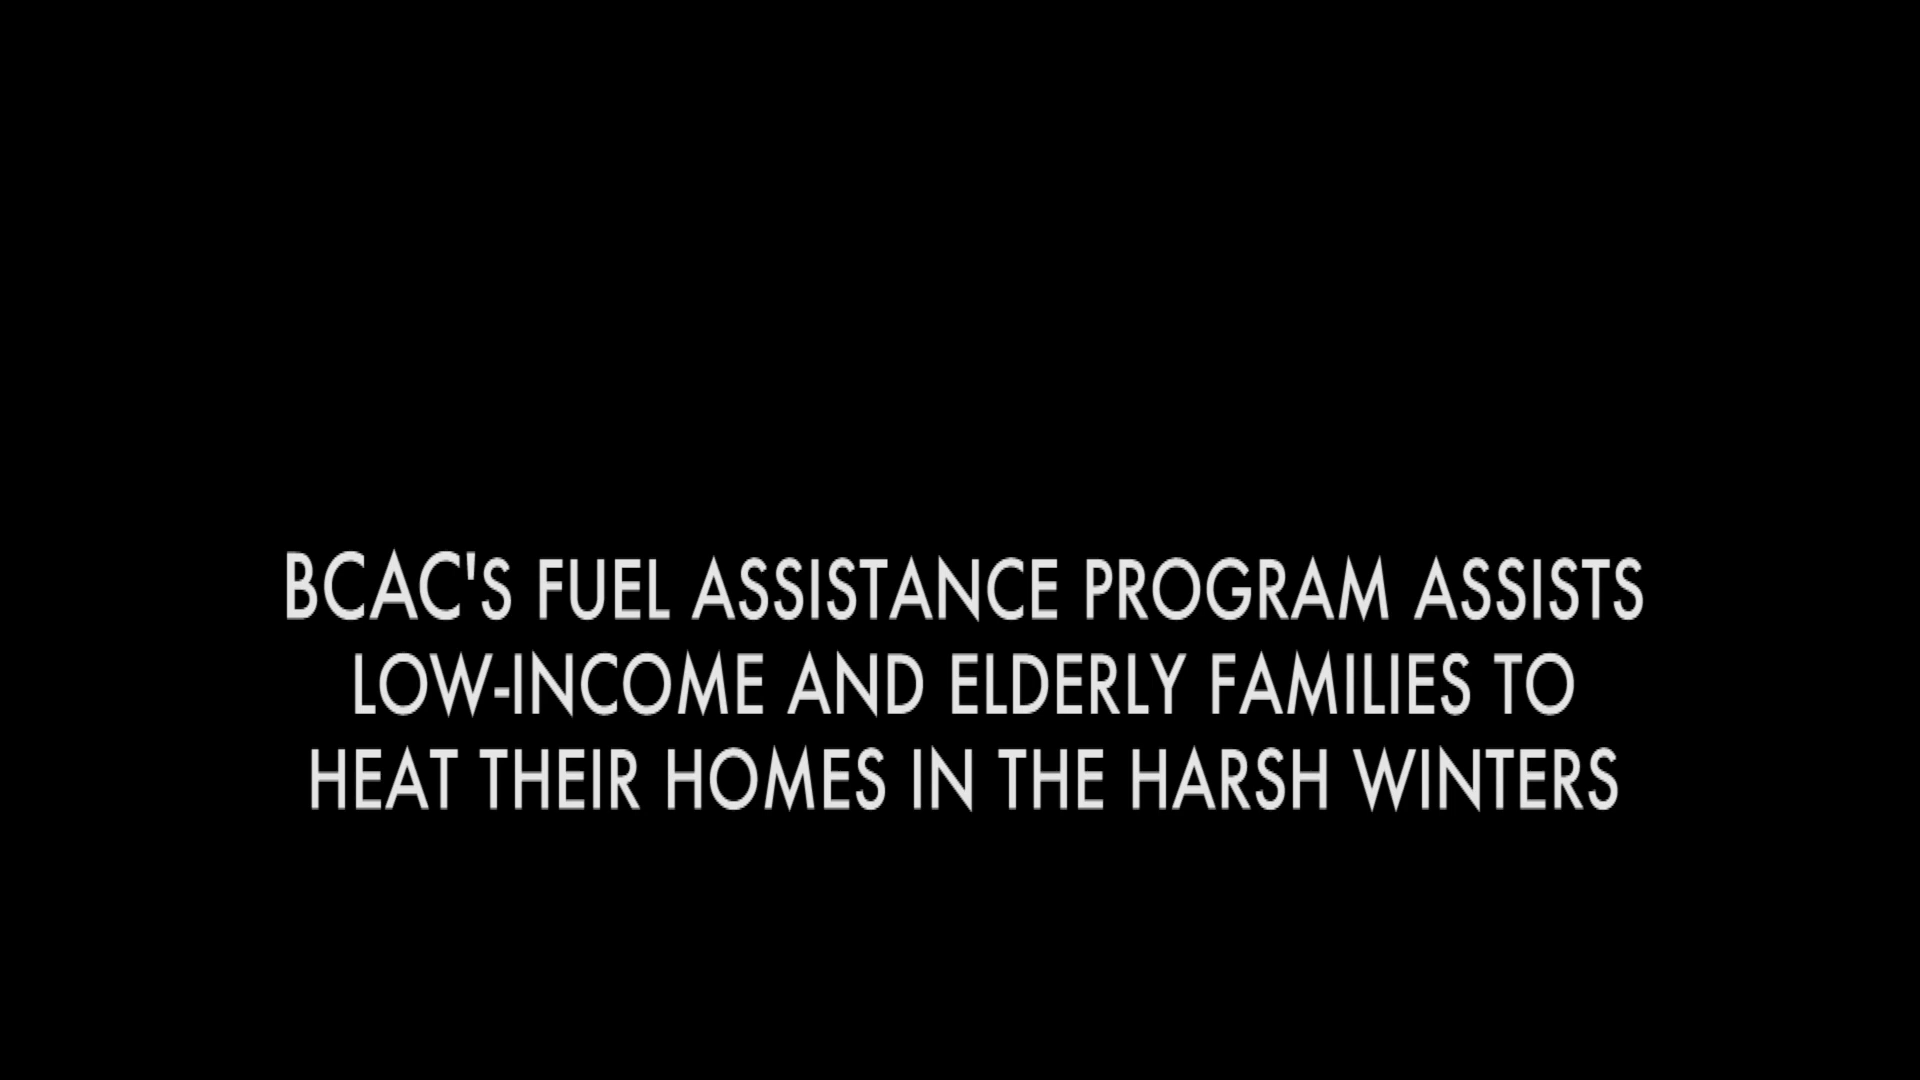 BCAC'S FUEL ASSISTANCE PROGRAM ASSISTS
LOW-INCOME AND ELDERLY FAMILIES TO
HEAT THEIR HOMES IN THE HARSH WINTERS